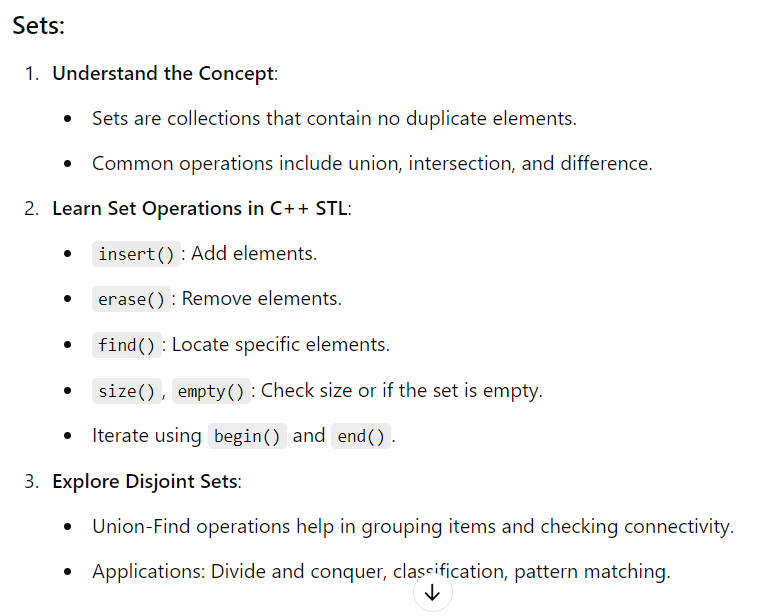 Sets:
1. Understand the Concept:
• Sets are collections that contain no duplicate elements.
• Common operations include union, intersection, and difference.
2. Learn Set Operations in C++ STL:
• insert(): Add elements.
• erase(): Remove elements.
• find(): Locate specific elements.
• size(), empty(): Check size or if the set is empty.
• Iterate using begin() and end().
3. Explore Disjoint Sets:
• Union-Find operations help in grouping items and checking connectivity.
• Applications: Divide and conquer, classification, pattern matching.